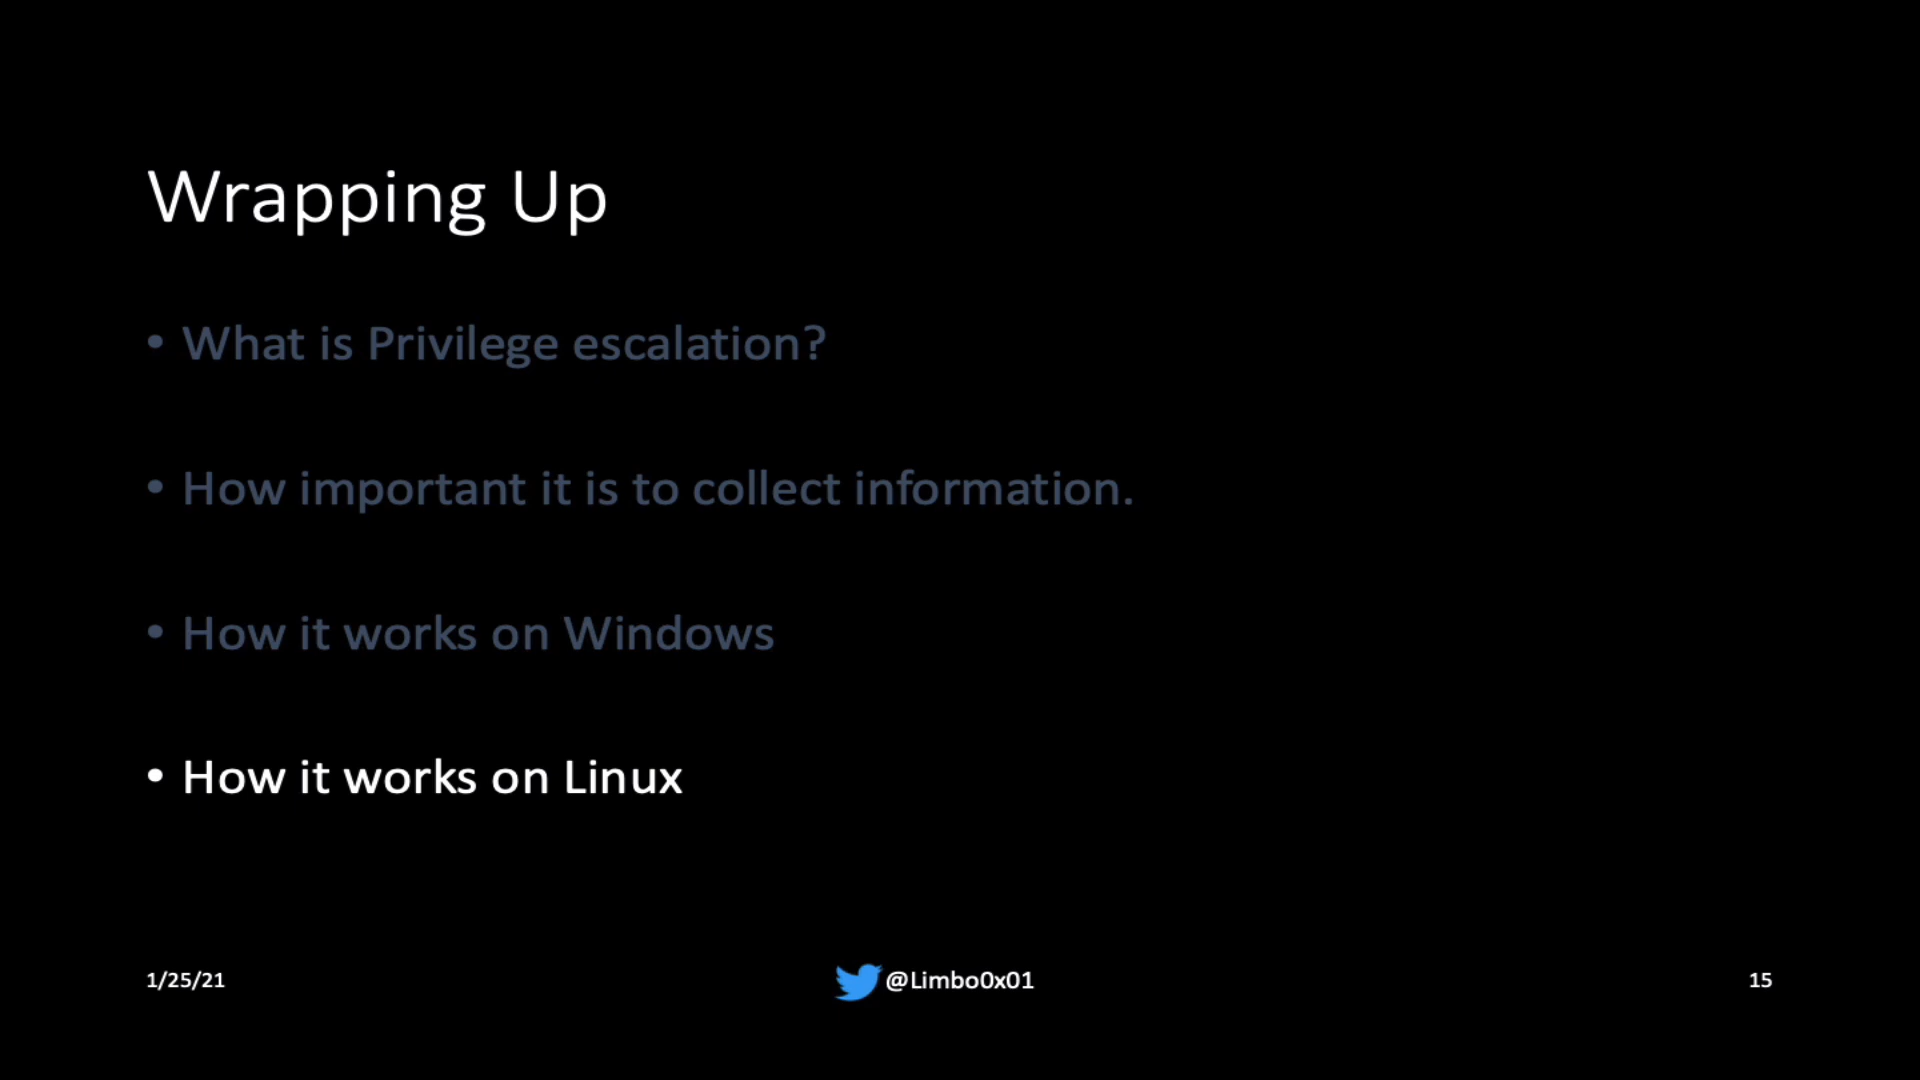 Wrapping Up
• What is Privilege escalation?
• How important it is to collect information.
• How it works on Windows
• How it works on Linux
1/25/21
@Limbo0x01
15